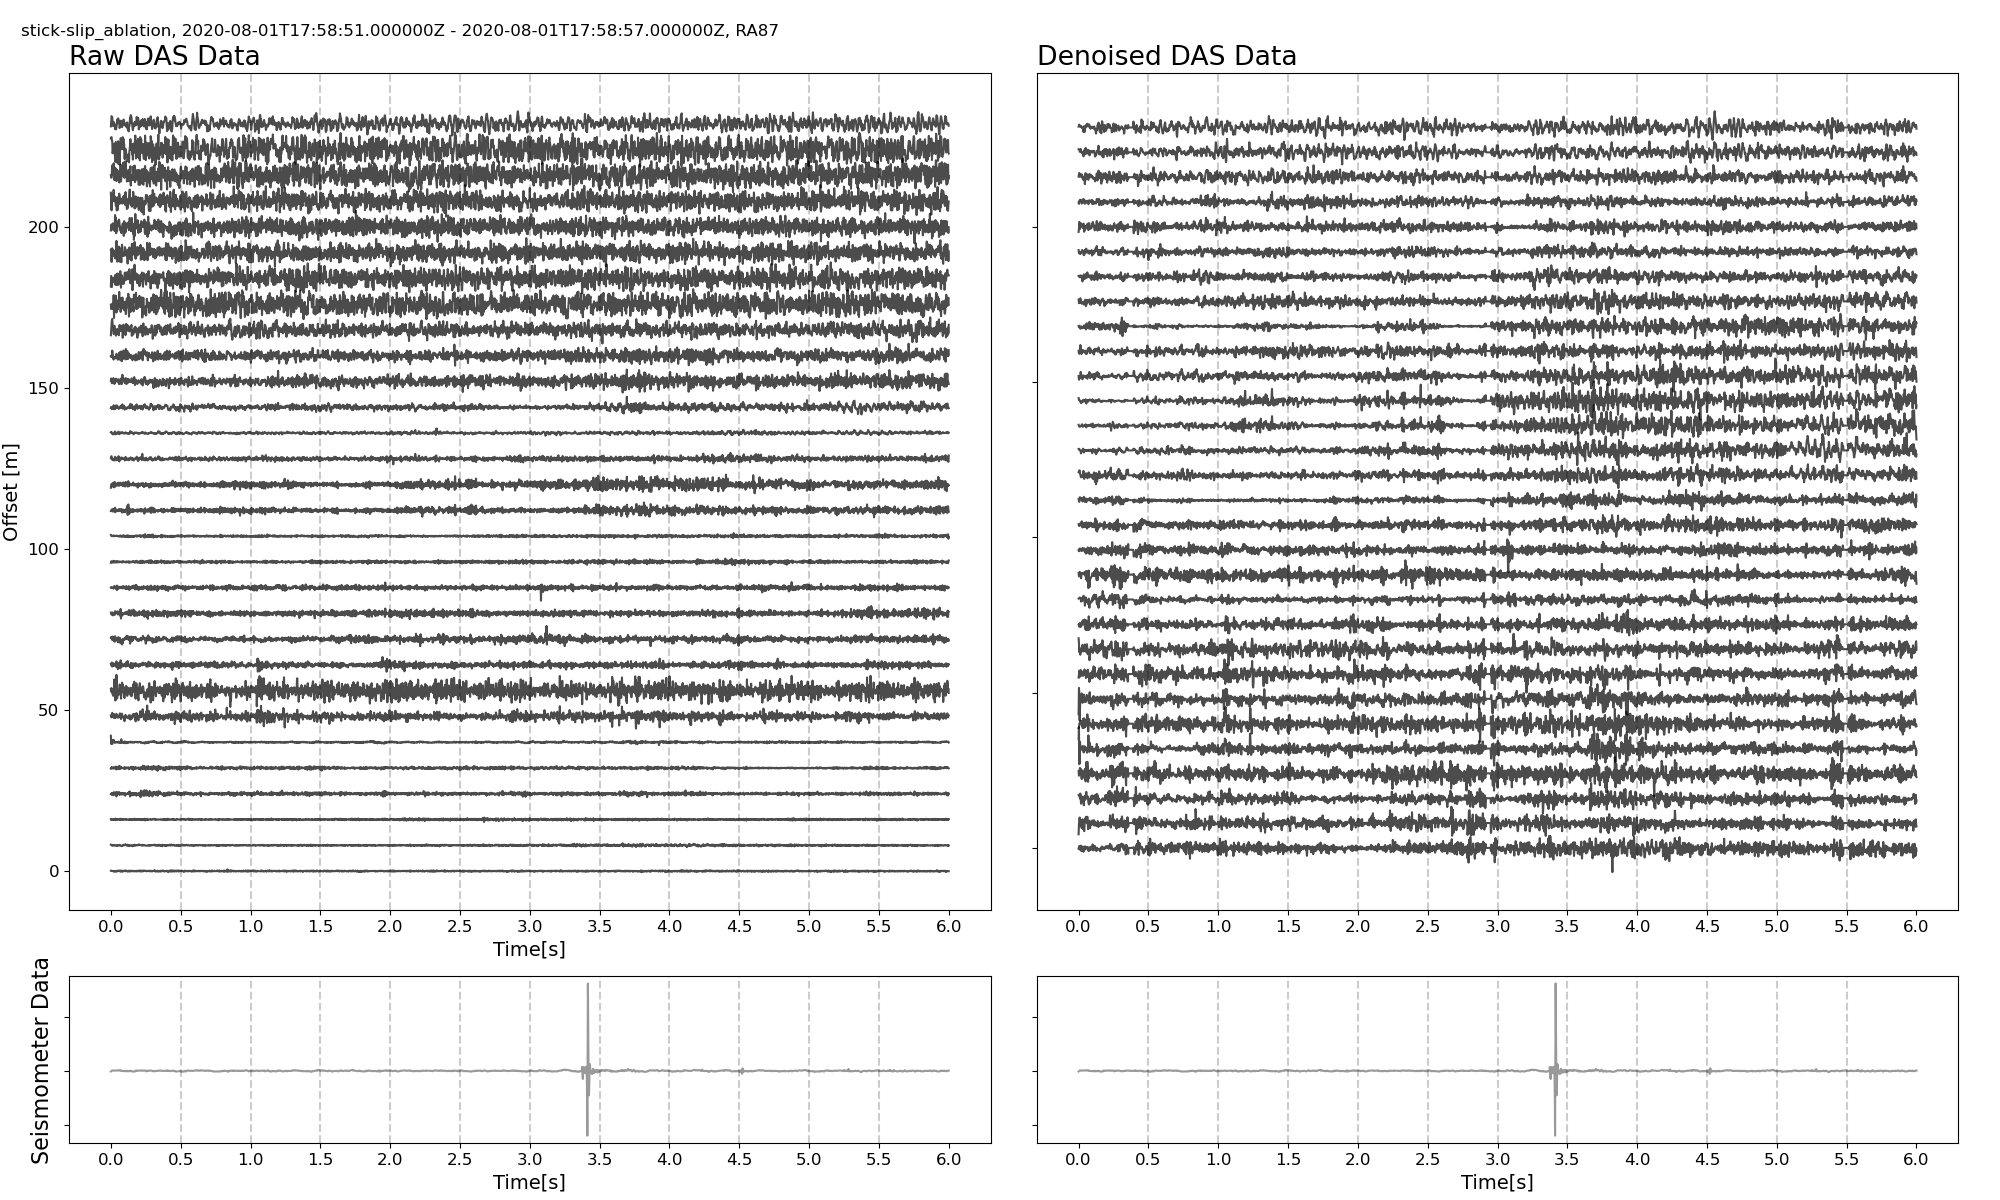 stick-slip_ablation, 2020-08-01T17:58:51.000000Z - 2020-08-01T17:58:57.000000Z, RA87
Raw DAS Data
Denoised DAS Data
Offset [m]
200
150
100
50
0
0.0 0.5 1.0 1.5 2.0 2.5 3.0 3.5 4.0 4.5 5.0 5.5 6.0
Time[s]
0.0 0.5 1.0 1.5 2.0 2.5 3.0 3.5 4.0 4.5 5.0 5.5 6.0
Seismometer Data
0.0 0.5 1.0 1.5 2.0 2.5 3.0 3.5 4.0 4.5 5.0 5.5 6.0
Time[s]
0.0 0.5 1.0 1.5 2.0 2.5 3.0 3.5 4.0 4.5 5.0 5.5 6.0
Time[s]